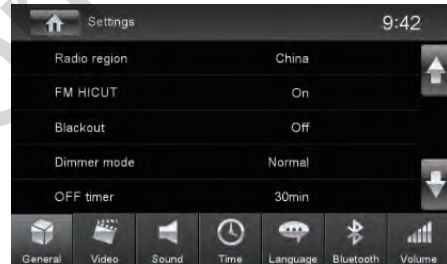 Settings 9:42
Radio region China
FM HICUT On
Blackout Off
Dimmer mode Normal
OFF timer 30min
General Video Sound Time Language Bluetooth Volume